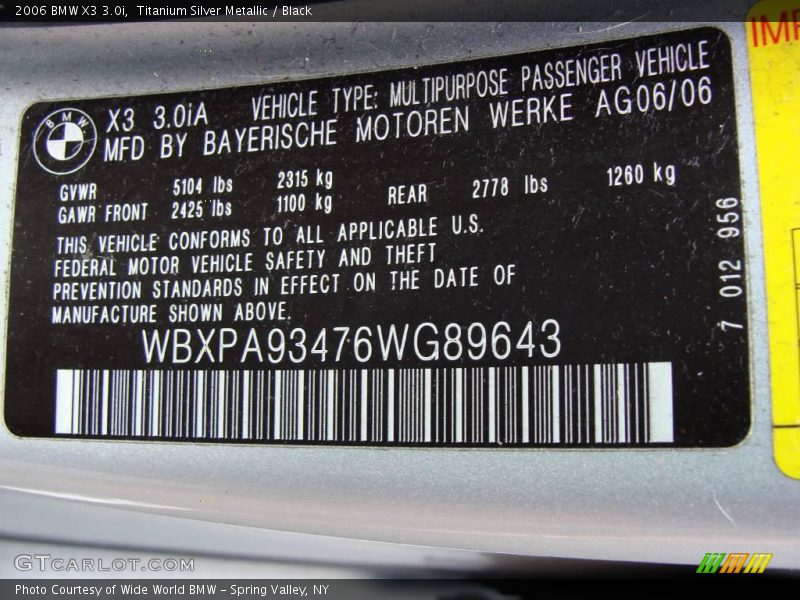 2006 BMW X3 3.0i, Titanium Silver Metallic / Black
IMP
BMW
X3 3.0iA VEHICLE TYPE: MULTIPURPOSE PASSENGER VEHICLE
MFD BY BAYERISCHE MOTOREN WERKE AG06/06
GVWR 5104 lbs 2315 kg
GAWR FRONT 2425 lbs 1100 kg REAR 2778 lbs 1260 kg
THIS VEHICLE CONFORMS TO ALL APPLICABLE U.S.
FEDERAL MOTOR VEHICLE SAFETY AND THEFT
PREVENTION STANDARDS IN EFFECT ON THE DATE OF
MANUFACTURE SHOWN ABOVE.
7 012 956
WBXPA93476WG89643
GTCARLOT.COM
Photo Courtesy of Wide World BMW - Spring Valley, NY